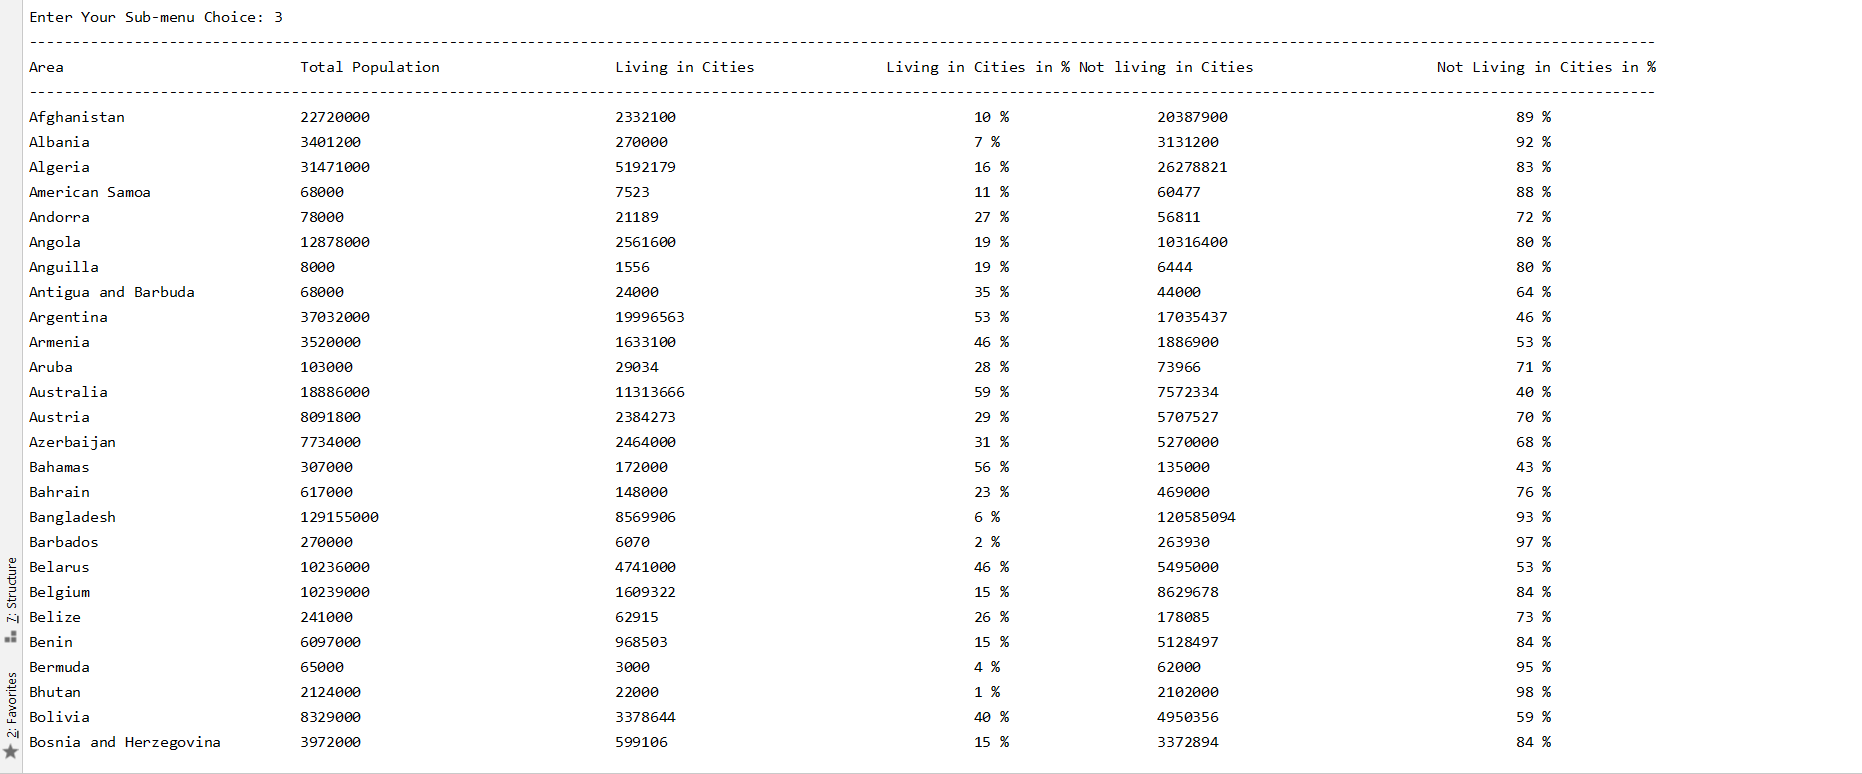 Enter Your Sub-menu Choice: 3
--------------------------------------------------------------------------------------------------------------------------------------------------------------------------------------------
Area Total Population Living in Cities Living in Cities in % Not living in Cities Not Living in Cities in %
--------------------------------------------------------------------------------------------------------------------------------------------------------------------------------------------
Afghanistan 22720000 2332100 10 % 20387900 89 %
Albania 3401200 270000 7 % 3131200 92 %
Algeria 31471000 5192179 16 % 26278821 83 %
American Samoa 68000 7523 11 % 60477 88 %
Andorra 78000 21189 27 % 56811 72 %
Angola 12878000 2561600 19 % 10316400 80 %
Anguilla 8000 1556 19 % 6444 80 %
Antigua and Barbuda 68000 24000 35 % 44000 64 %
Argentina 37032000 19996563 53 % 17035437 46 %
Armenia 3520000 1633100 46 % 1886900 53 %
Aruba 103000 29034 28 % 73966 71 %
Australia 18886000 11313666 59 % 7572334 40 %
Austria 8091800 2384273 29 % 5707527 70 %
Azerbaijan 7734000 2464000 31 % 5270000 68 %
Bahamas 307000 172000 56 % 135000 43 %
Bahrain 617000 148000 23 % 469000 76 %
Bangladesh 129155000 8569906 6 % 120585094 93 %
Barbados 270000 6070 2 % 263930 97 %
Belarus 10236000 4741000 46 % 5495000 53 %
Belgium 10239000 1609322 15 % 8629678 84 %
Belize 241000 62915 26 % 178085 73 %
Benin 6097000 968503 15 % 5128497 84 %
Bermuda 65000 3000 4 % 62000 95 %
Bhutan 2124000 22000 1 % 2102000 98 %
Bolivia 8329000 3378644 40 % 4950356 59 %
Bosnia and Herzegovina 3972000 599106 15 % 3372894 84 %
7: Structure
2: Favorites